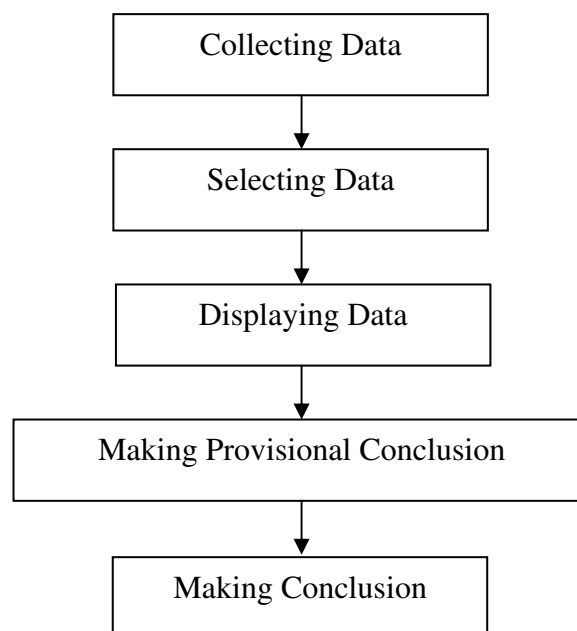 Collecting Data
Selecting Data
Displaying Data
Making Provisional Conclusion
Making Conclusion